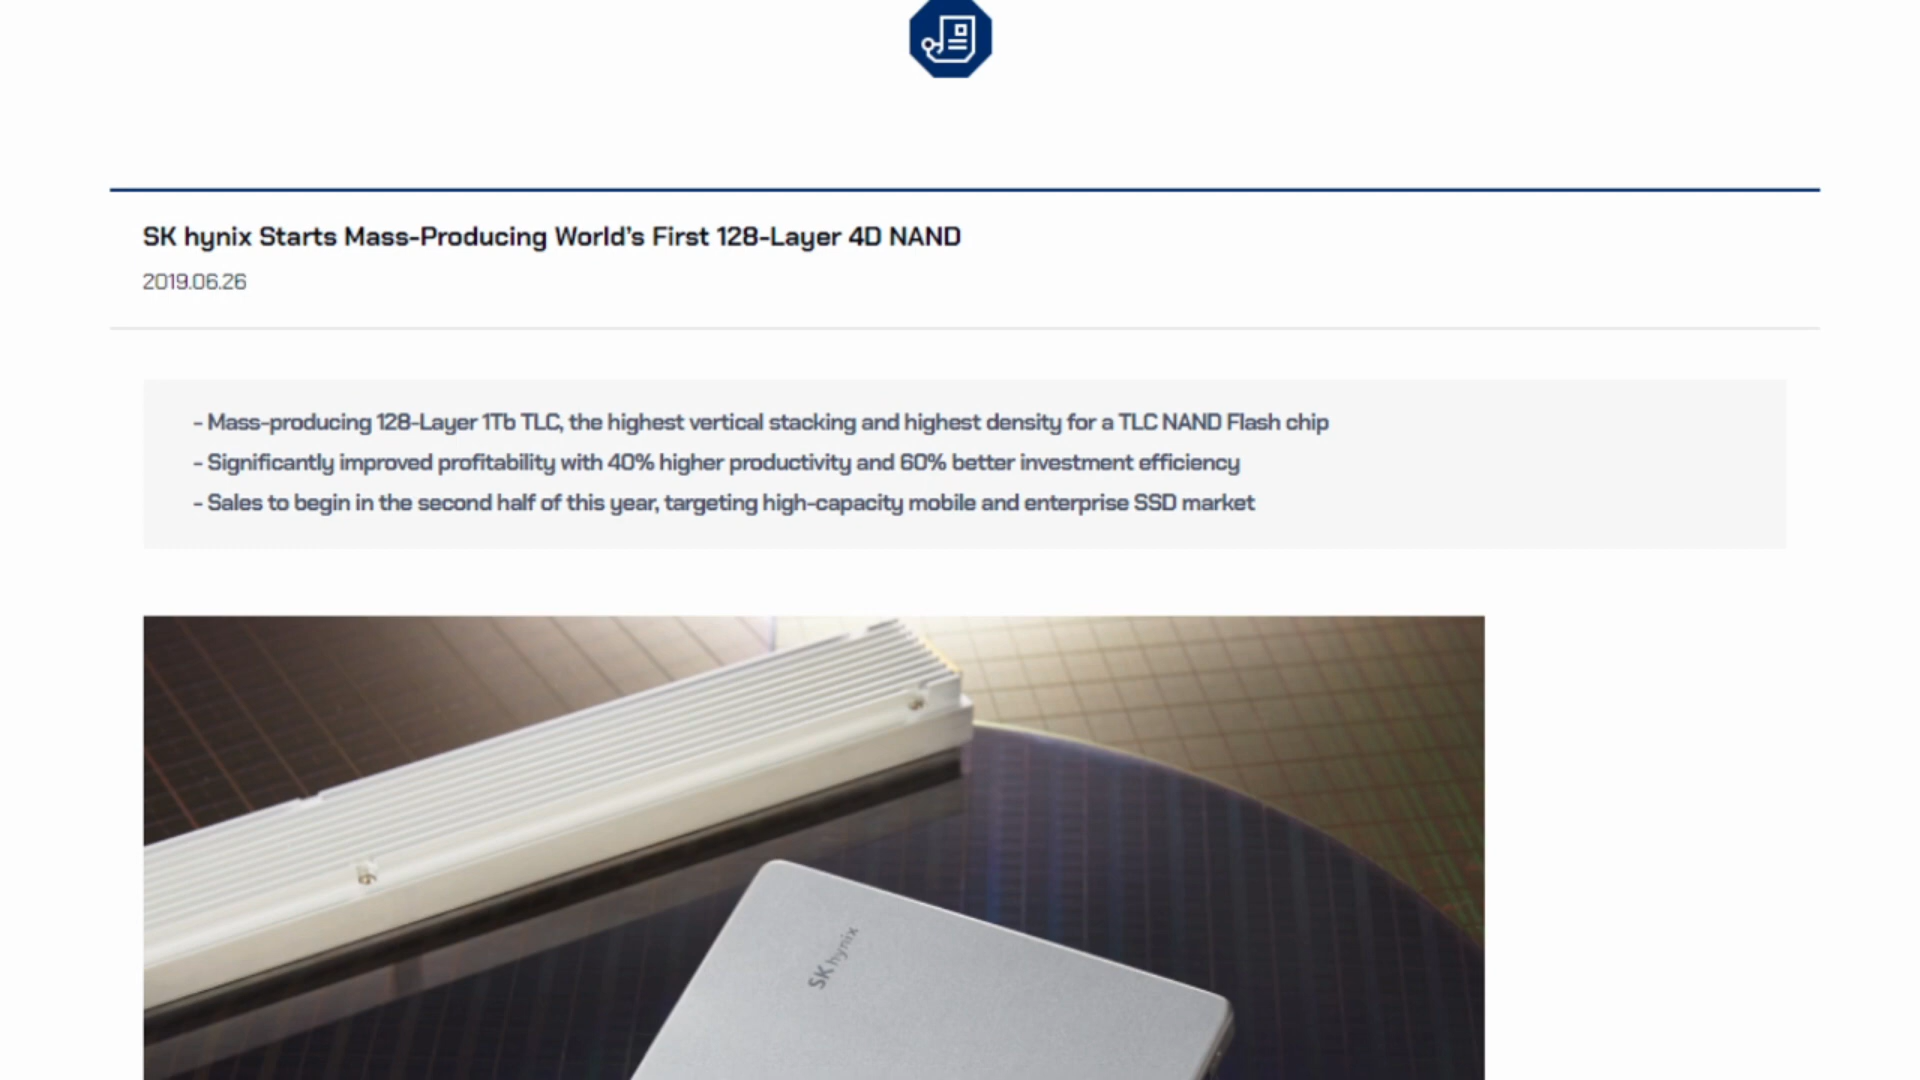 SK hynix Starts Mass-Producing World's First 128-Layer 4D NAND
2019.06.26
- Mass-producing 128-Layer 1Tb TLC, the highest vertical stacking and highest density for a TLC NAND Flash chip
- Significantly improved profitability with 40% higher productivity and 60% better investment efficiency
- Sales to begin in the second half of this year, targeting high-capacity mobile and enterprise SSD market
SK hynix